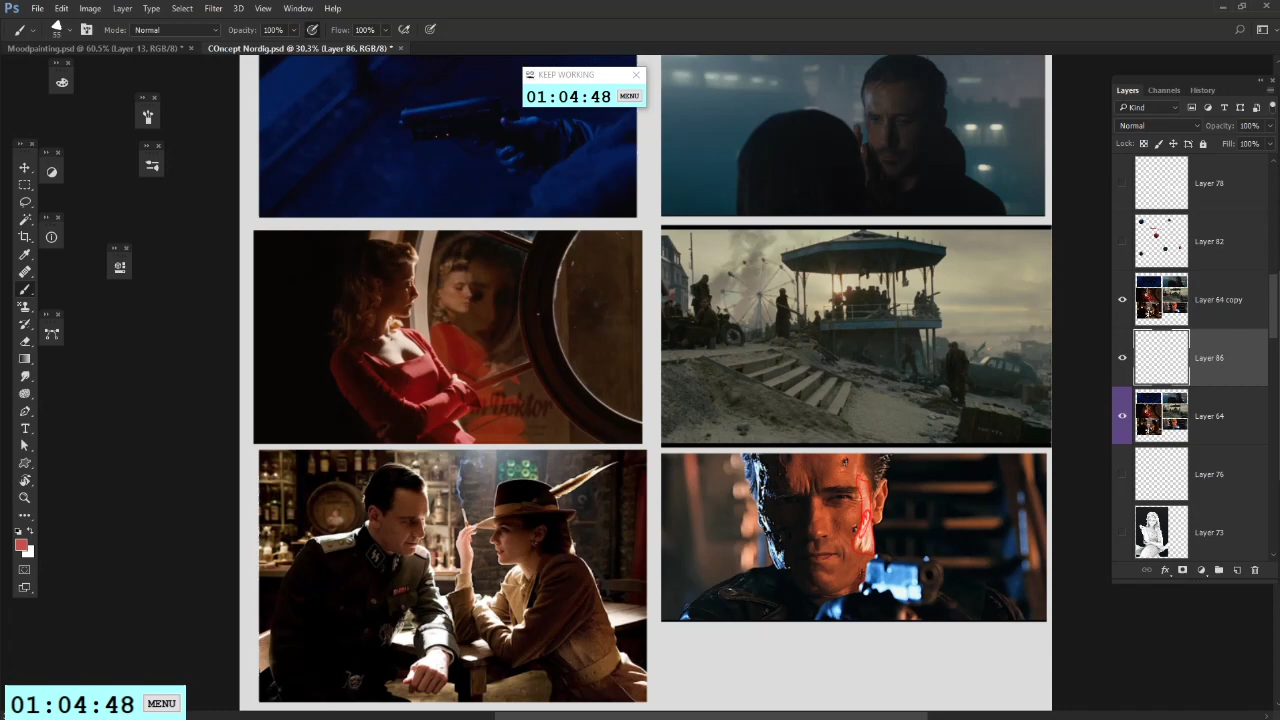 Ps File Edit Image Layer Type Select Filter 3D View Window Help
55 Mode: Normal Opacity: 100% Flow: 100%
Moodpainting.psd @ 60,5% (Layer 13, RGB/8) * × COncept Nordig.psd @ 30,3% (Layer 86, RGB/8) * ×
KEEP WORKING
01:04:48 MENU
Layers Channels History
Kind
Normal Opacity: 100%
Lock: Fill: 100%
Layer 78
Layer 82
Layer 64 copy
Layer 86
Layer 64
Layer 76
Layer 73
fx
01:04:48 MENU